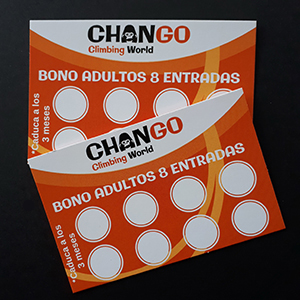 CHANGO
Climbing World
BONO ADULTOS 8 ENTRADAS
*Caduca a los
3 meses
CHANGO
Climbing World
BONO ADULTOS 8 ENTRADAS
*Caduca a los
3 meses